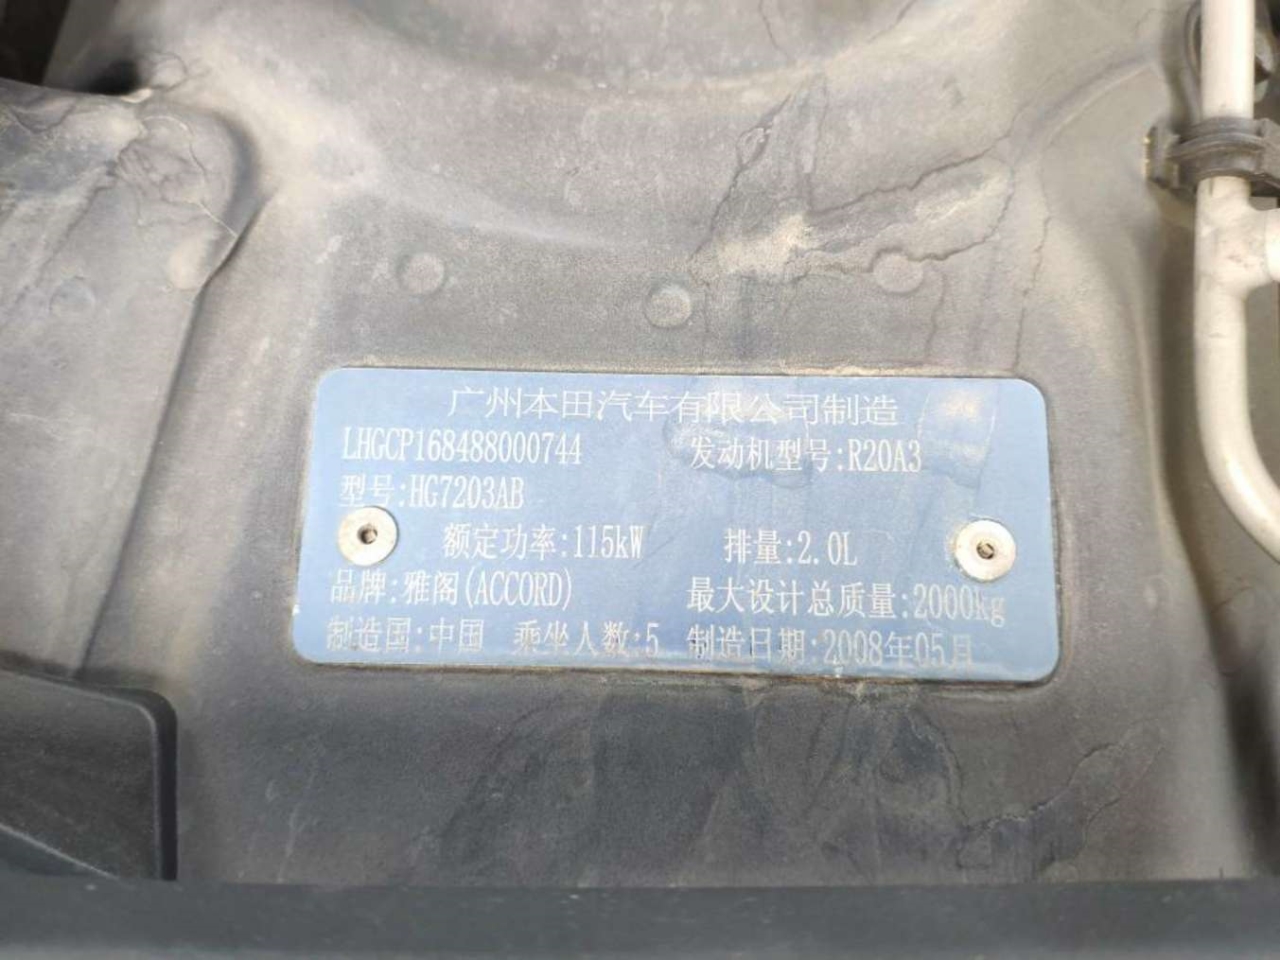 广州本田汽车有限公司制造
LHGCP168488000744 发动机型号:R20A3
型号:HG7203AB
额定功率:115kW 排量:2.0L
品牌:雅阁(ACCORD) 最大设计总质量:2000kg
制造国:中国 乘坐人数:5 制造日期:2008年05月